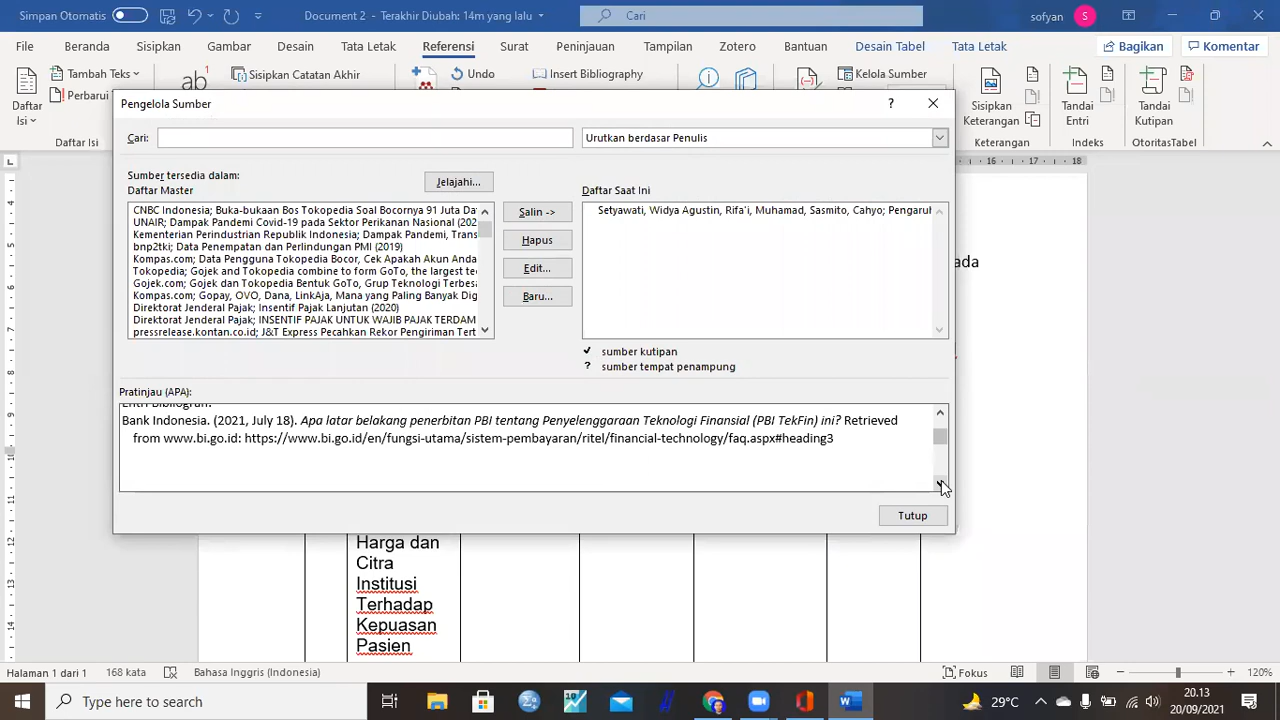 Simpan Otomatis
Document 2 - Terakhir Diubah: 14m yang lalu
Cari
sofyan
S
File Beranda Sisipkan Gambar Desain Tata Letak Referensi Surat Peninjauan Tampilan Zotero Bantuan Desain Tabel Tata Letak Bagikan Komentar
Daftar Isi
Tambah Teks
Perbarui
Daftar Isi
ab
Sisipkan Catatan Akhir
Undo
Insert Bibliography
Kelola Sumber
Sisipkan Keterangan
Keterangan
Tandai Entri
Indeks
Tandai Kutipan
OtoritasTabel
16 17 18
Pengelola Sumber
Cari:
Urutkan berdasar Penulis
Sumber tersedia dalam:
Daftar Master
Jelajahi...
Daftar Saat Ini
CNBC Indonesia; Buka-bukaan Bos Tokopedia Soal Bocornya 91 Juta Da
UNAIR; Dampak Pandemi Covid-19 pada Sektor Perikanan Nasional (202
Kementerian Perindustrian Republik Indonesia; Dampak Pandemi, Trans
bnp2tki; Data Penempatan dan Perlindungan PMI (2019)
Kompas.com; Data Pengguna Tokopedia Bocor, Cek Apakah Akun Anda
Tokopedia; Gojek and Tokopedia combine to form GoTo, the largest te
Gojek.com; Gojek dan Tokopedia Bentuk GoTo, Grup Teknologi Terbesa
Kompas.com; Gopay, OVO, Dana, LinkAja, Mana yang Paling Banyak Dig
Direktorat Jenderal Pajak; Insentif Pajak Lanjutan (2020)
Direktorat Jenderal Pajak; INSENTIF PAJAK UNTUK WAJIB PAJAK TERDAM
pressrelease.kontan.co.id; J&T Express Pecahkan Rekor Pengiriman Tert
Salin ->
Hapus
Edit...
Baru...
Setyawati, Widya Agustin, Rifa'i, Muhamad, Sasmito, Cahyo; Pengaruh
sumber kutipan
? sumber tempat penampung
Pratinjau (APA):
Entri Bibliografi:
Bank Indonesia. (2021, July 18). Apa latar belakang penerbitan PBI tentang Penyelenggaraan Teknologi Finansial (PBI TekFin) ini? Retrieved
from www.bi.go.id: https://www.bi.go.id/en/fungsi-utama/sistem-pembayaran/ritel/financial-technology/faq.aspx#heading3
Tutup
ada
Harga dan
Citra
Institusi
Terhadap
Kepuasan
Pasien
Halaman 1 dari 1 168 kata Bahasa Inggris (Indonesia) Fokus 120%
Type here to search
29°C
20.13
20/09/2021